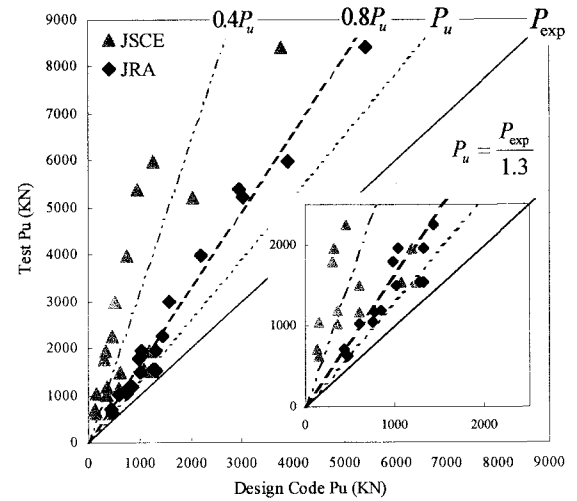 0.4Pu 0.8Pu Pu Pexp
JSCE
JRA
Pu = Pexp / 1.3
Test Pu (KN)
9000
8000
7000
6000
5000
4000
3000
2000
1000
0
2000
1000
0
0 1000 2000
0 1000 2000 3000 4000 5000 6000 7000 8000 9000
Design Code Pu (KN)